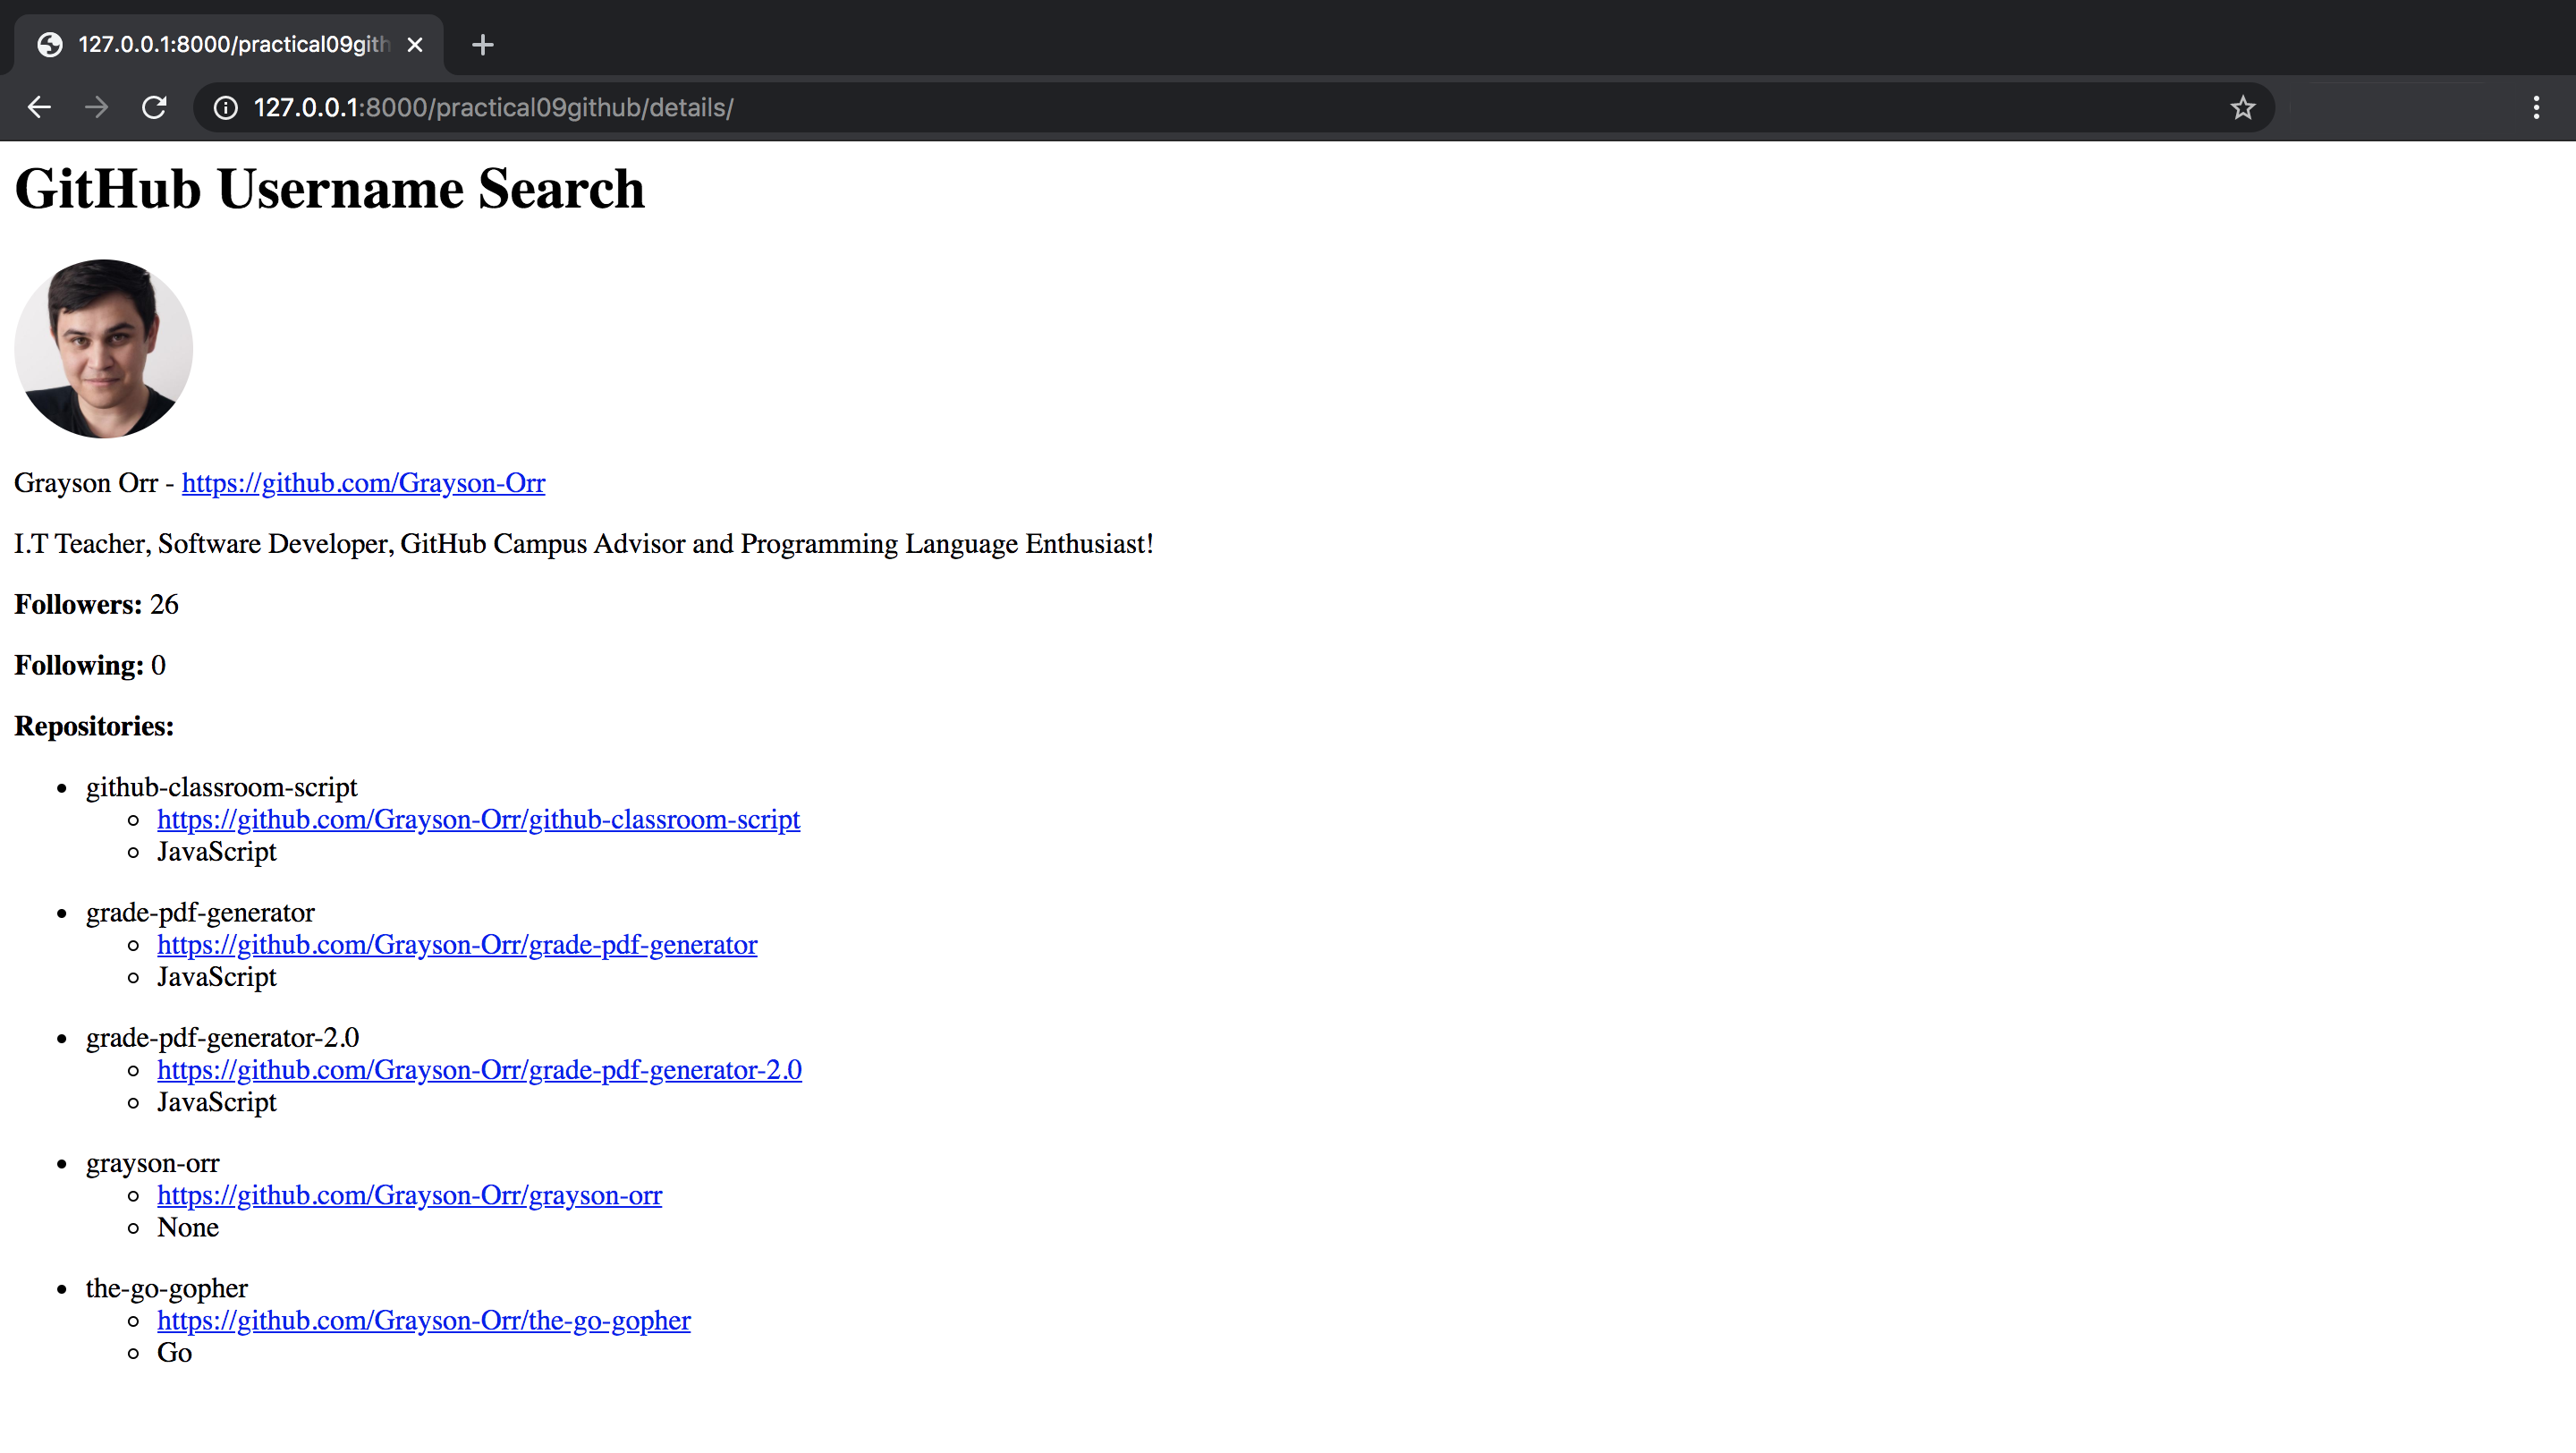 127.0.0.1:8000/practical09gith
127.0.0.1:8000/practical09github/details/
GitHub Username Search
Grayson Orr - https://github.com/Grayson-Orr
I.T Teacher, Software Developer, GitHub Campus Advisor and Programming Language Enthusiast!
Followers: 26
Following: 0
Repositories:
github-classroom-script
https://github.com/Grayson-Orr/github-classroom-script
JavaScript
grade-pdf-generator
https://github.com/Grayson-Orr/grade-pdf-generator
JavaScript
grade-pdf-generator-2.0
https://github.com/Grayson-Orr/grade-pdf-generator-2.0
JavaScript
grayson-orr
https://github.com/Grayson-Orr/grayson-orr
None
the-go-gopher
https://github.com/Grayson-Orr/the-go-gopher
Go